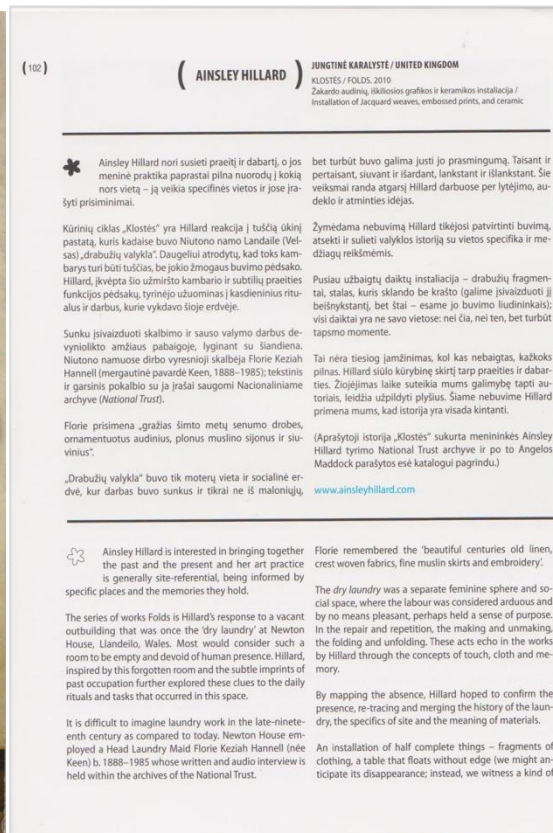 (102)
( AINSLEY HILLARD )
JUNGTINĖ KARALYSTĖ / UNITED KINGDOM
KLOSTĖS / FOLDS. 2010
Žakardo audinių, iškiliosios grafikos ir keramikos instaliacija /
Installation of Jacquard weaves, embossed prints, and ceramic
Ainsley Hillard nori susieti praeitį ir dabartį, o jos
meninė praktika paprastai pilna nuorodų į kokią
nors vietą – ją veikia specifinės vietos ir jose įra-
šyti prisiminimai.
Kūrinių ciklas „Klostės" yra Hillard reakcija į tuščią ūkinį
pastatą, kuris kadaise buvo Niutono namo Landaile (Vel-
sas) „drabužių valykla". Daugeliui atrodytų, kad toks kam-
barys turi būti tuščias, be jokio žmogaus buvimo pėdsako.
Hillard, įkvėpta šio užmiršto kambario ir subtilių praeities
funkcijos pėdsakų, tyrinėjo užuominas į kasdieninius ritu-
alus ir darbus, kurie vykdavo šioje erdvėje.
Sunku įsivaizduoti skalbimo ir sauso valymo darbus de-
vyniolikto amžiaus pabaigoje, lyginant su šiandiena.
Niutono namuose dirbo vyresnioji skalbėja Florie Keziah
Hannell (mergautinė pavardė Keen, 1888–1985); tekstinis
ir garsinis pokalbio su ja įrašai saugomi Nacionaliniame
archyve (National Trust).
Florie prisimena „gražias šimto metų senumo drobes,
ornamentuotus audinius, plonus muslino sijonus ir siu-
vinius".
„Drabužių valykla" buvo tik moterų vieta ir socialinė er-
dvė, kur darbas buvo sunkus ir tikrai ne iš maloniųjų,
bet turbūt buvo galima justi jo prasmingumą. Taisant ir
pertaisant, siuvant ir išardant, lankstant ir išlankstant. Šie
veiksmai randa atgarsį Hillard darbuose per lytėjimo, au-
deklo ir atminties idėjas.
Žymėdama nebuvimą Hillard tikėjosi patvirtinti buvimą,
atsekti ir sulieti valyklos istoriją su vietos specifika ir me-
džiagų reikšmėmis.
Pusiau užbaigtų daiktų instaliacija – drabužių fragmen-
tai, stalas, kuris sklando be krašto (galime įsivaizduoti jį
beišnykstantį, bet štai – esame jo buvimo liudininkais);
visi daiktai yra ne savo vietose: nei čia, nei ten, bet turbūt
tapsmo momente.
Tai nėra tiesiog įamžinimas, kol kas nebaigtas, kažkoks
pilnas. Hillard siūlo kūrybinę skirtį tarp praeities ir dabar-
ties. Žiojėjimas laike suteikia mums galimybę tapti au-
toriais, leidžia užpildyti plyšius. Šiame nebuvime Hillard
primena mums, kad istorija yra visada kintanti.
(Aprašytoji istorija „Klostės" sukurta menininkės Ainsley
Hillard tyrimo National Trust archyve ir po to Angelos
Maddock parašytos esė katalogui pagrindu.)
www.ainsleyhillard.com
Ainsley Hillard is interested in bringing together
the past and the present and her art practice
is generally site-referential, being informed by
specific places and the memories they hold.
The series of works Folds is Hillard's response to a vacant
outbuilding that was once the 'dry laundry' at Newton
House, Llandeilo, Wales. Most would consider such a
room to be empty and devoid of human presence. Hillard,
inspired by this forgotten room and the subtle imprints of
past occupation further explored these clues to the daily
rituals and tasks that occurred in this space.
It is difficult to imagine laundry work in the late-ninete-
enth century as compared to today. Newton House em-
ployed a Head Laundry Maid Florie Keziah Hannell (née
Keen) b. 1888–1985 whose written and audio interview is
held within the archives of the National Trust.
Florie remembered the 'beautiful centuries old linen,
crest woven fabrics, fine muslin skirts and embroidery'.
The dry laundry was a separate feminine sphere and so-
cial space, where the labour was considered arduous and
by no means pleasant, perhaps held a sense of purpose.
In the repair and repetition, the making and unmaking,
the folding and unfolding. These acts echo in the works
by Hillard through the concepts of touch, cloth and me-
mory.
By mapping the absence, Hillard hoped to confirm the
presence, re-tracing and merging the history of the laun-
dry, the specifics of site and the meaning of materials.
An installation of half complete things – fragments of
clothing, a table that floats without edge (we might an-
ticipate its disappearance; instead, we witness a kind of